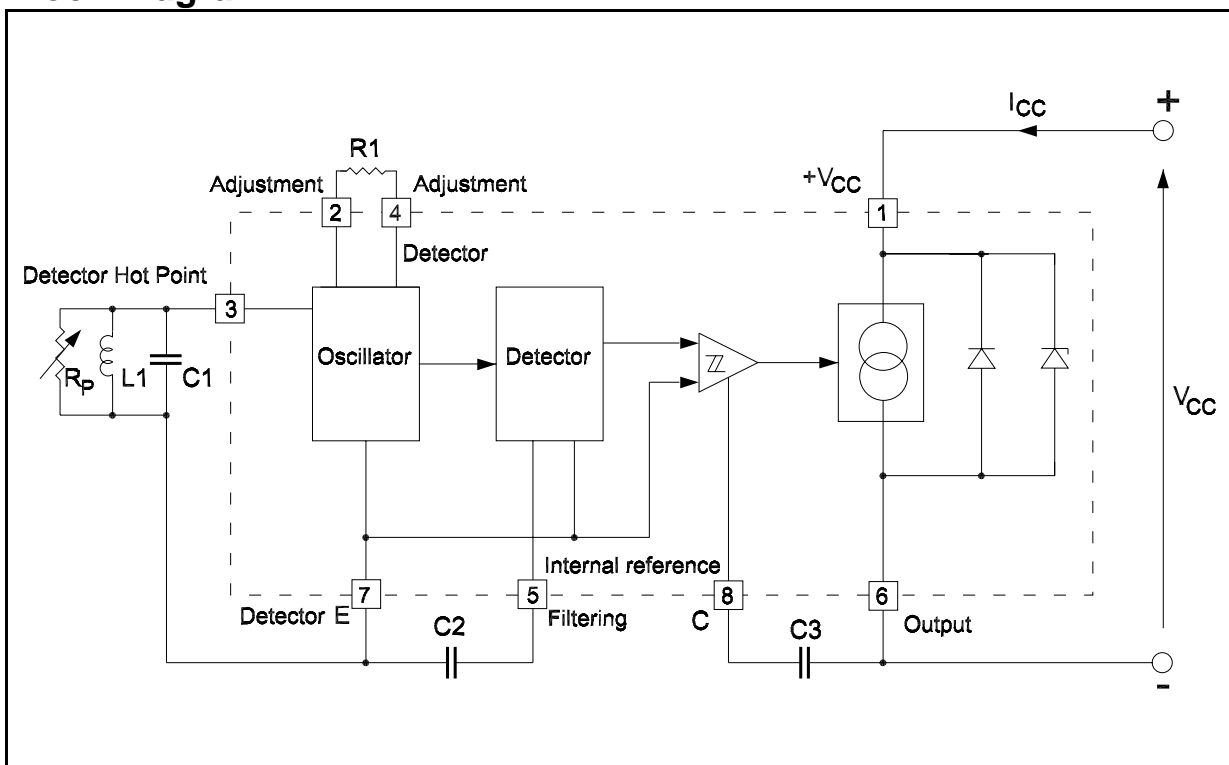 I CC
+
R1
Adjustment
Adjustment
+VCC
2
4
1
Detector
Detector Hot Point
3
Oscillator
Detector
RP
L1
C1
VCC
Internal reference
7
5
8
6
Detector E
Filtering
C
Output
C2
C3
-